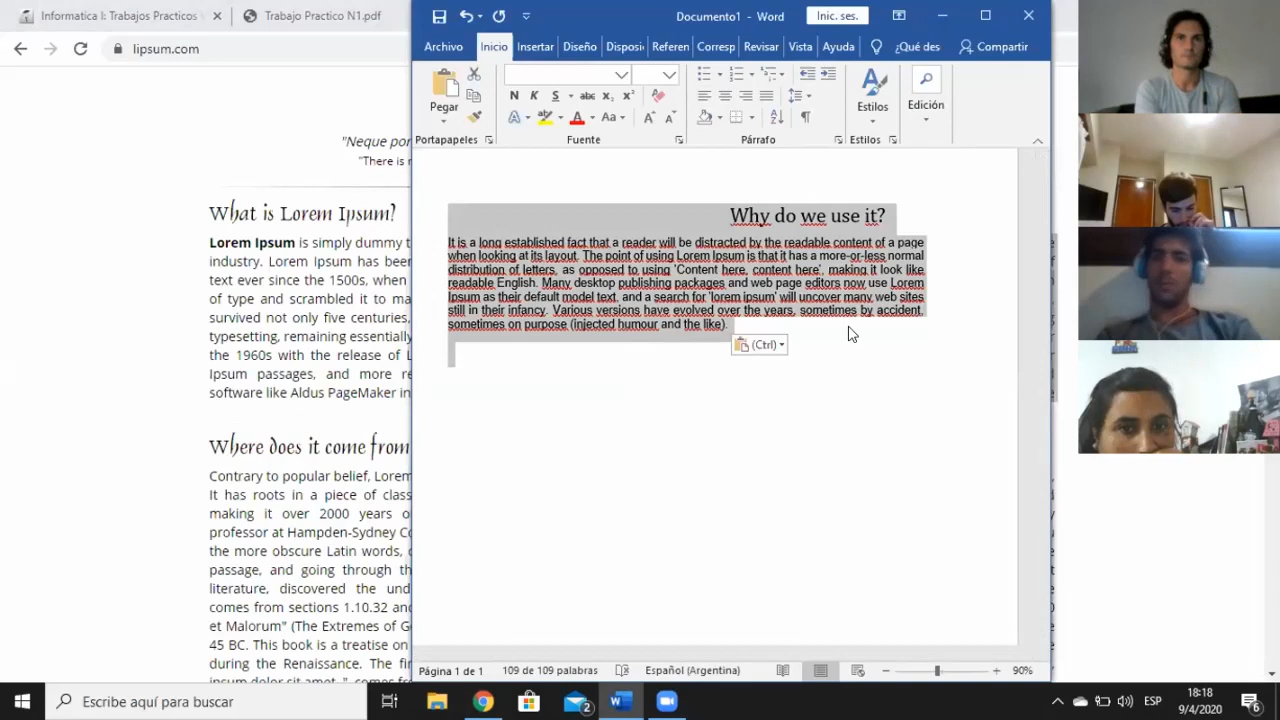 Informatica I: Trabajos Practicos
Trabajo Practico N1.pdf
lipsum.com
Documento1 - Word
Inic. ses.
Archivo
Inicio
Insertar
Diseño
Disposi
Referen
Corresp
Revisar
Vista
Ayuda
¿Qué des
Compartir
Pegar
N K S abc x₂ x²
A aby A Aa A A
Estilos
Edición
Portapapeles
Fuente
Párrafo
Estilos
"Neque por
"There is r
What is Lorem Ipsum?
Lorem Ipsum is simply dummy t
industry. Lorem Ipsum has been
text ever since the 1500s, when
of type and scrambled it to ma
survived not only five centuries,
typesetting, remaining essentially
the 1960s with the release of L
Ipsum passages, and more re
software like Aldus PageMaker in
Where does it come from
Contrary to popular belief, Lorem
It has roots in a piece of class
making it over 2000 years o
professor at Hampden-Sydney Co
the more obscure Latin words, c
passage, and going through th
literature, discovered the und
comes from sections 1.10.32 and
et Malorum" (The Extremes of G
45 BC. This book is a treatise on
during the Renaissance. The fir
ipsum dolor sit amet..", comes fro
Why do we use it?
It is a long established fact that a reader will be distracted by the readable content of a page
when looking at its layout. The point of using Lorem Ipsum is that it has a more-or-less normal
distribution of letters, as opposed to using 'Content here, content here', making it look like
readable English. Many desktop publishing packages and web page editors now use Lorem
Ipsum as their default model text, and a search for 'lorem ipsum' will uncover many web sites
still in their infancy. Various versions have evolved over the years, sometimes by accident,
sometimes on purpose (injected humour and the like).
(Ctrl)
Página 1 de 1
109 de 109 palabras
Español (Argentina)
90%
Escribe aquí para buscar
2
ESP
18:18
9/4/2020
6